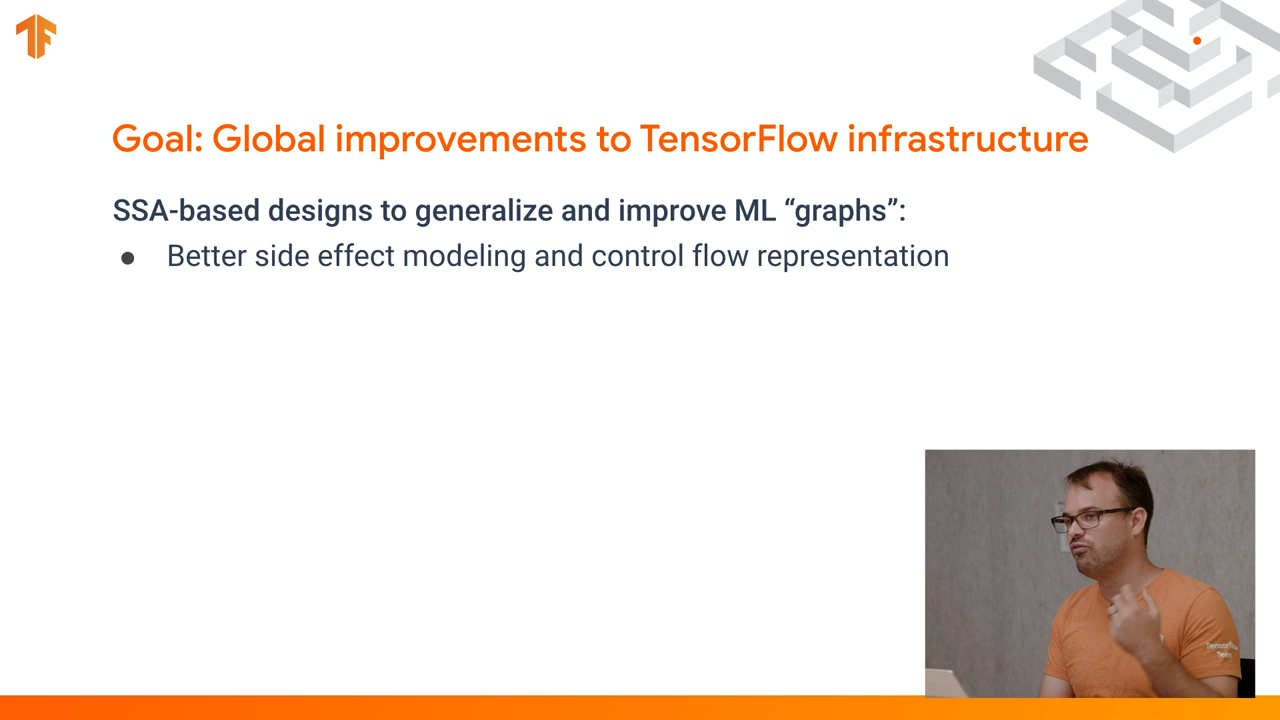 Goal: Global improvements to TensorFlow infrastructure
SSA-based designs to generalize and improve ML “graphs”:
● Better side effect modeling and control flow representation
TensorFlow